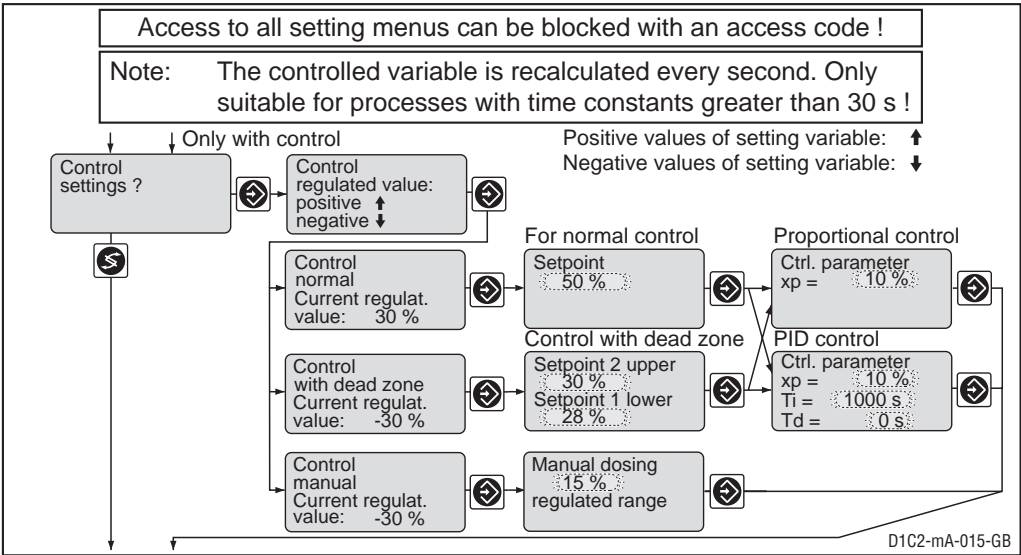 Access to all setting menus can be blocked with an access code !
Note: The controlled variable is recalculated every second. Only
suitable for processes with time constants greater than 30 s !
Only with control
Positive values of setting variable: ⬆
Negative values of setting variable: ⬇
Control
settings ?
Control
regulated value:
positive ⬆
negative ⬇
For normal control
Proportional control
Control
normal
Current regulat.
value: 30 %
Setpoint
50 %
Ctrl. parameter
xp = 10 %
Control with dead zone
PID control
Control
with dead zone
Current regulat.
value: -30 %
Setpoint 2 upper
30 %
Setpoint 1 lower
28 %
Ctrl. parameter
xp = 10 %
Ti = 1000 s
Td = 0 s
Control
manual
Current regulat.
value: -30 %
Manual dosing
15 %
regulated range
D1C2-mA-015-GB